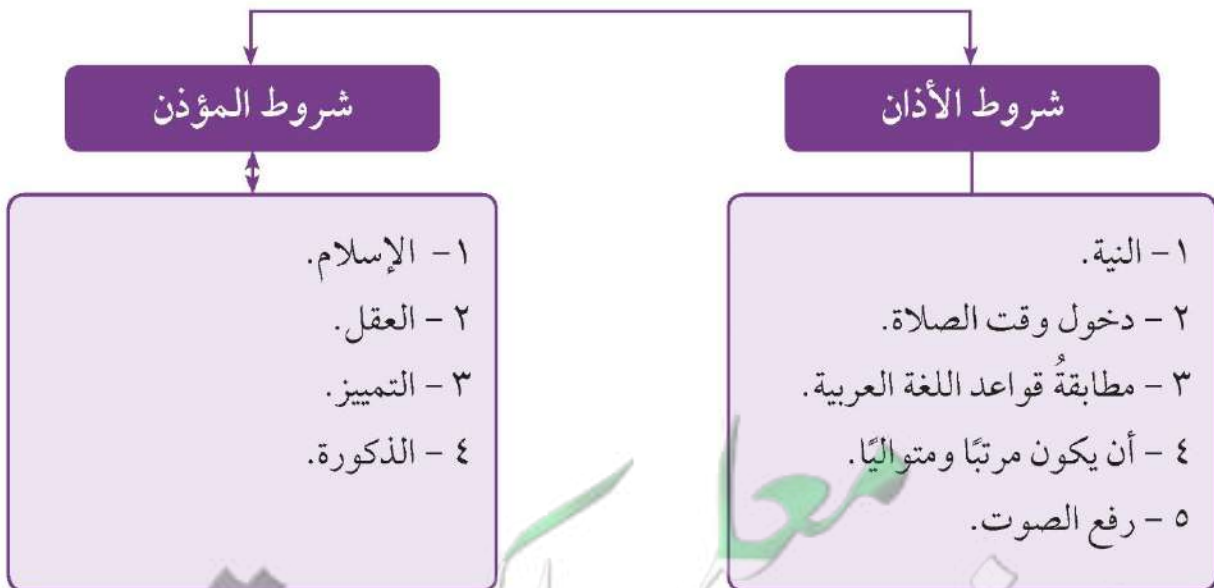 شروط الأذان
١ - النية.
٢ - دخول وقت الصلاة.
٣ - مطابقةُ قواعد اللغة العربية.
٤ - أن يكون مرتبًا ومتواليًا.
٥ - رفع الصوت.
شروط المؤذن
١ - الإسلام.
٢ - العقل.
٣ - التمييز.
٤ - الذكورة.
معا